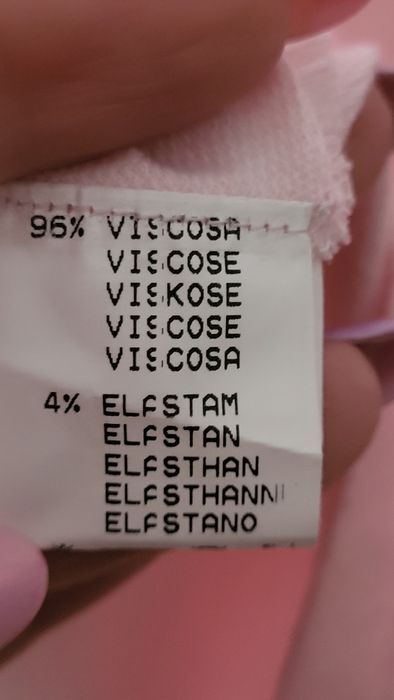 96% VISCOSA
VISCOSE
VISKOSE
VISCOSE
VISCOSA
4% ELASTAM
ELASTAN
ELASTHAN
ELASTHANN
ELASTANO